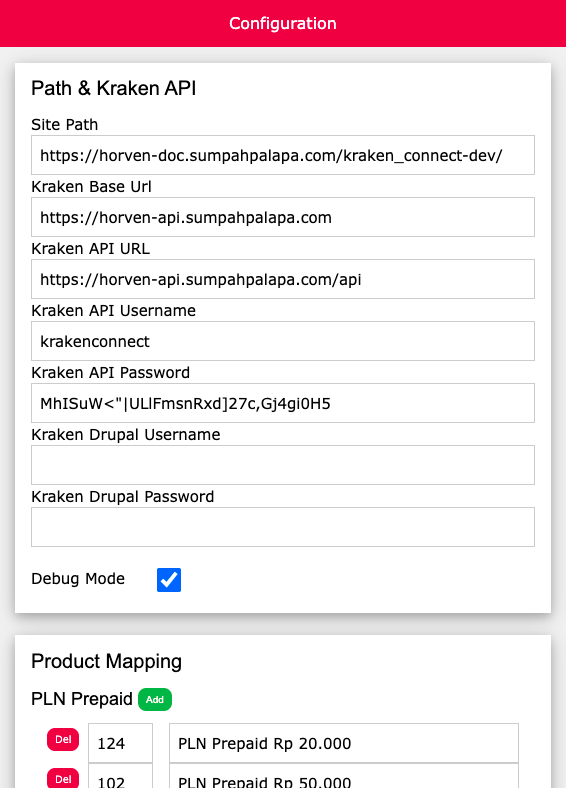 Configuration
Path & Kraken API
Site Path
https://horven-doc.sumpahpalapa.com/kraken_connect-dev/
Kraken Base Url
https://horven-api.sumpahpalapa.com
Kraken API URL
https://horven-api.sumpahpalapa.com/api
Kraken API Username
krakenconnect
Kraken API Password
MhISuW<"|ULlFmsnRxd]27c,Gj4gi0H5
Kraken Drupal Username
Kraken Drupal Password
Debug Mode
Product Mapping
PLN Prepaid Add
Del 124 PLN Prepaid Rp 20.000
Del 102 PLN Prepaid Rp 50.000